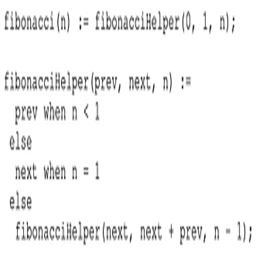 fibonacci(n) := fibonacciHelper(0, 1, n);
fibonacciHelper(prev, next, n) :=
prev when n < 1
else
next when n = 1
else
fibonacciHelper(next, next + prev, n - 1);